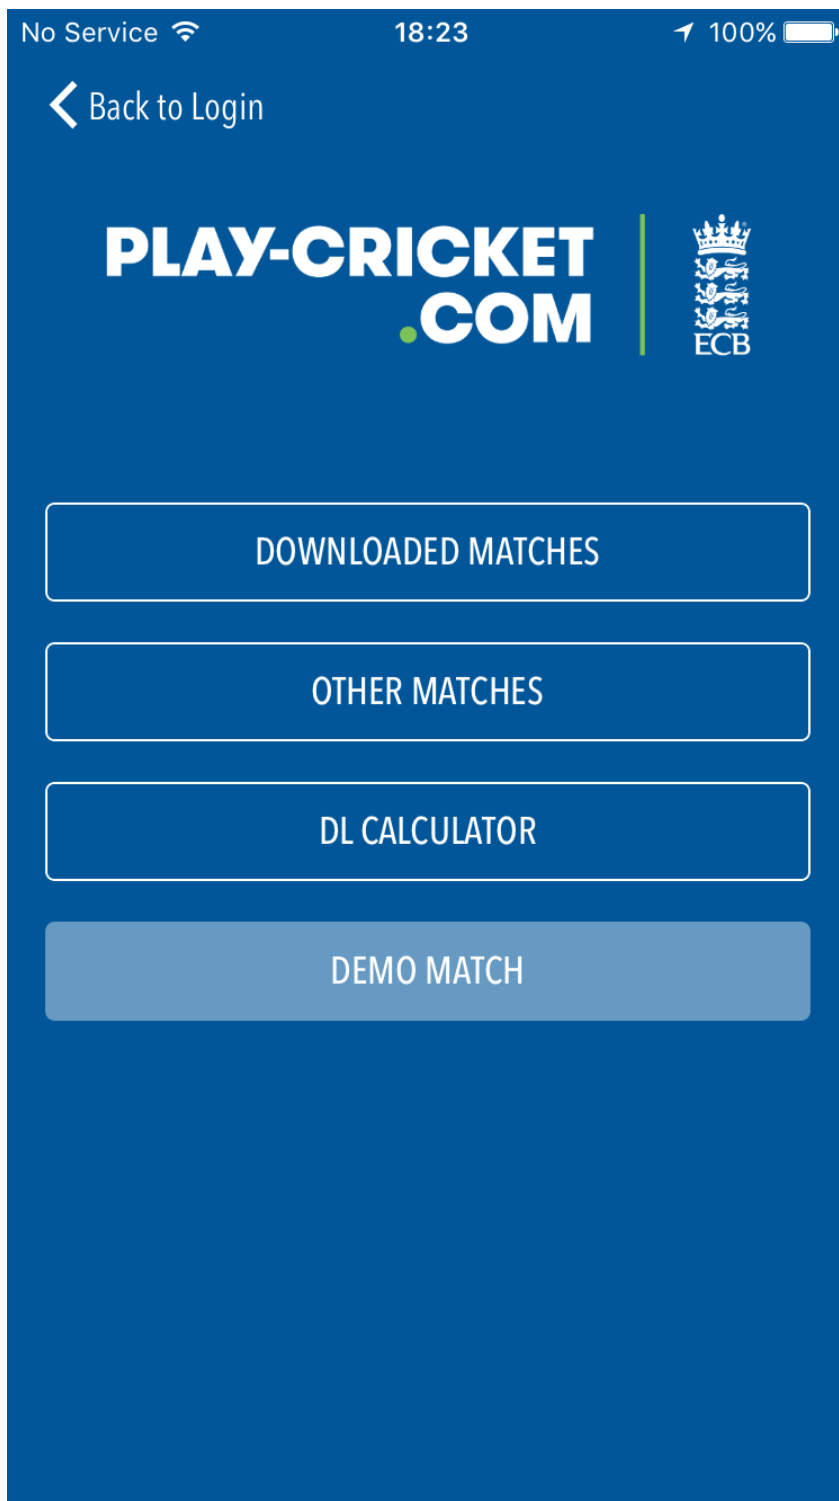 No Service 18:23 100%
Back to Login
PLAY-CRICKET
.COM
ECB
DOWNLOADED MATCHES
OTHER MATCHES
DL CALCULATOR
DEMO MATCH